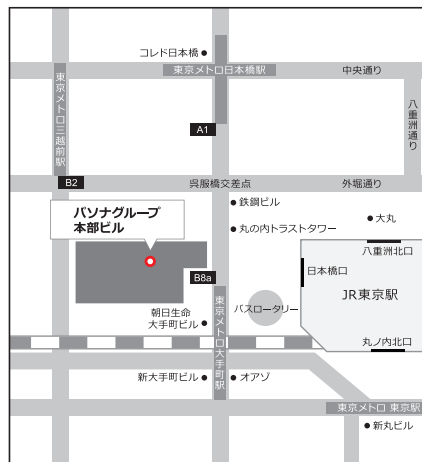 コレド日本橋
東京メトロ日本橋駅
中央通り
東京メトロ三越前駅
八重洲通り
A1
B2
呉服橋交差点
外堀通り
鉄鋼ビル
大丸
パソナグループ
本部ビル
丸の内トラストタワー
八重洲北口
日本橋口
B8a
JR東京駅
バスロータリー
朝日生命
大手町ビル
東京メトロ大手町駅
丸ノ内北口
新大手町ビル
オアゾ
東京メトロ 東京駅
新丸ビル